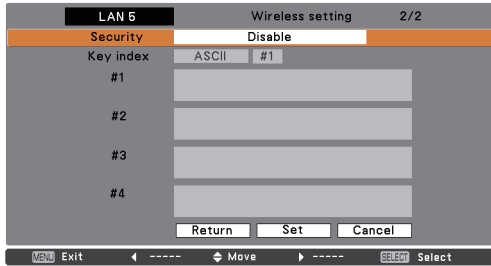 LAN 5 Wireless setting 2/2
Security Disable
Key index ASCII #1
#1
#2
#3
#4
Return Set Cancel
MENU Exit ◀ ----- ◆ Move ▶ ----- SELECT Select